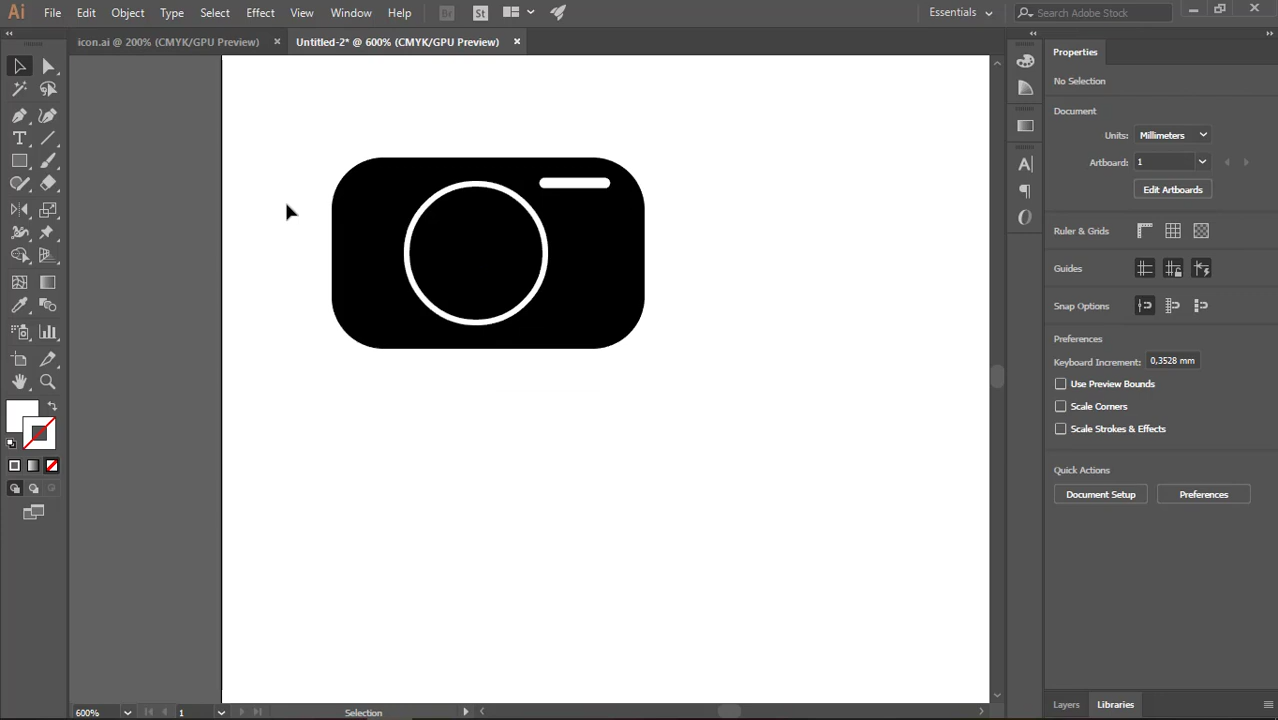 Ai File Edit Object Type Select Effect View Window Help Br St Essentials Search Adobe Stock
icon.ai @ 200% (CMYK/GPU Preview) × Untitled-2* @ 600% (CMYK/GPU Preview) ×
Properties
No Selection
Document
Units: Millimeters
Artboard: 1
Edit Artboards
Ruler & Grids
Guides
Snap Options
Preferences
Keyboard Increment: 0,3528 mm
Use Preview Bounds
Scale Corners
Scale Strokes & Effects
Quick Actions
Document Setup Preferences
Layers Libraries
600% 1 Selection